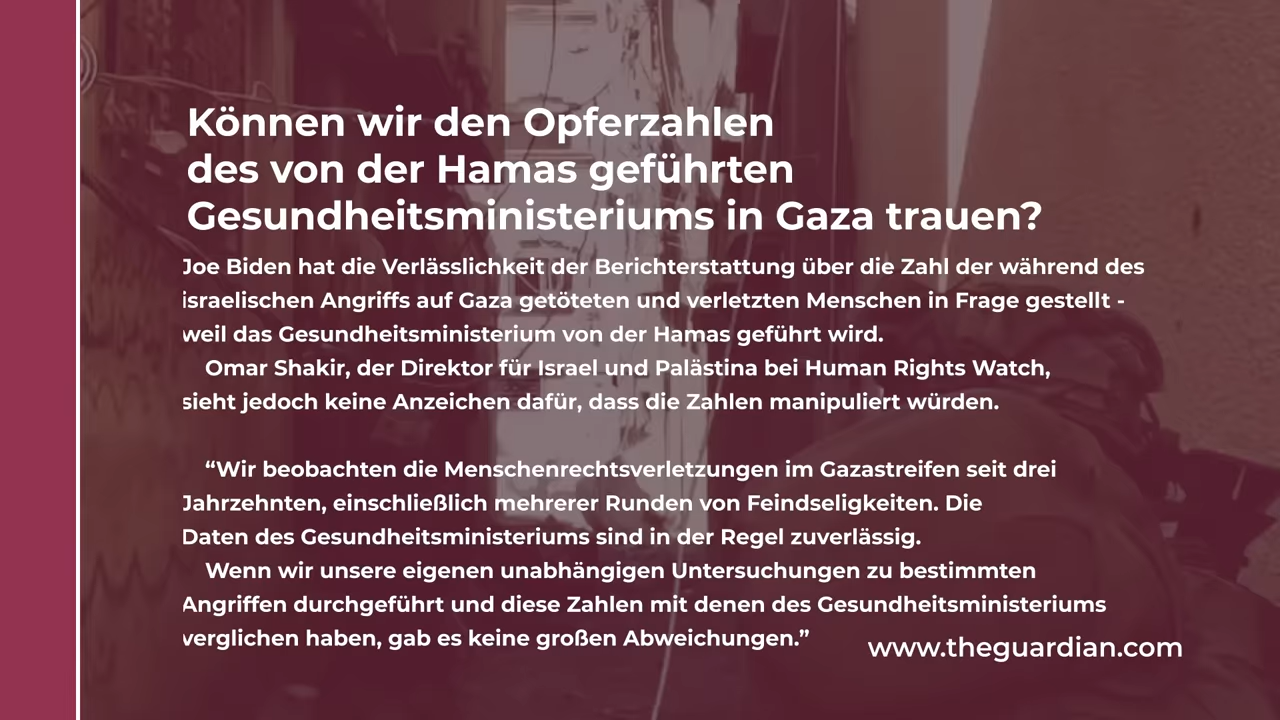 Können wir den Opferzahlen
des von der Hamas geführten
Gesundheitsministeriums in Gaza trauen?
Joe Biden hat die Verlässlichkeit der Berichterstattung über die Zahl der während des
israelischen Angriffs auf Gaza getöteten und verletzten Menschen in Frage gestellt -
weil das Gesundheitsministerium von der Hamas geführt wird.
Omar Shakir, der Direktor für Israel und Palästina bei Human Rights Watch,
sieht jedoch keine Anzeichen dafür, dass die Zahlen manipuliert würden.
“Wir beobachten die Menschenrechtsverletzungen im Gazastreifen seit drei
Jahrzehnten, einschließlich mehrerer Runden von Feindseligkeiten. Die
Daten des Gesundheitsministeriums sind in der Regel zuverlässig.
Wenn wir unsere eigenen unabhängigen Untersuchungen zu bestimmten
Angriffen durchgeführt und diese Zahlen mit denen des Gesundheitsministeriums
verglichen haben, gab es keine großen Abweichungen.”
www.theguardian.com